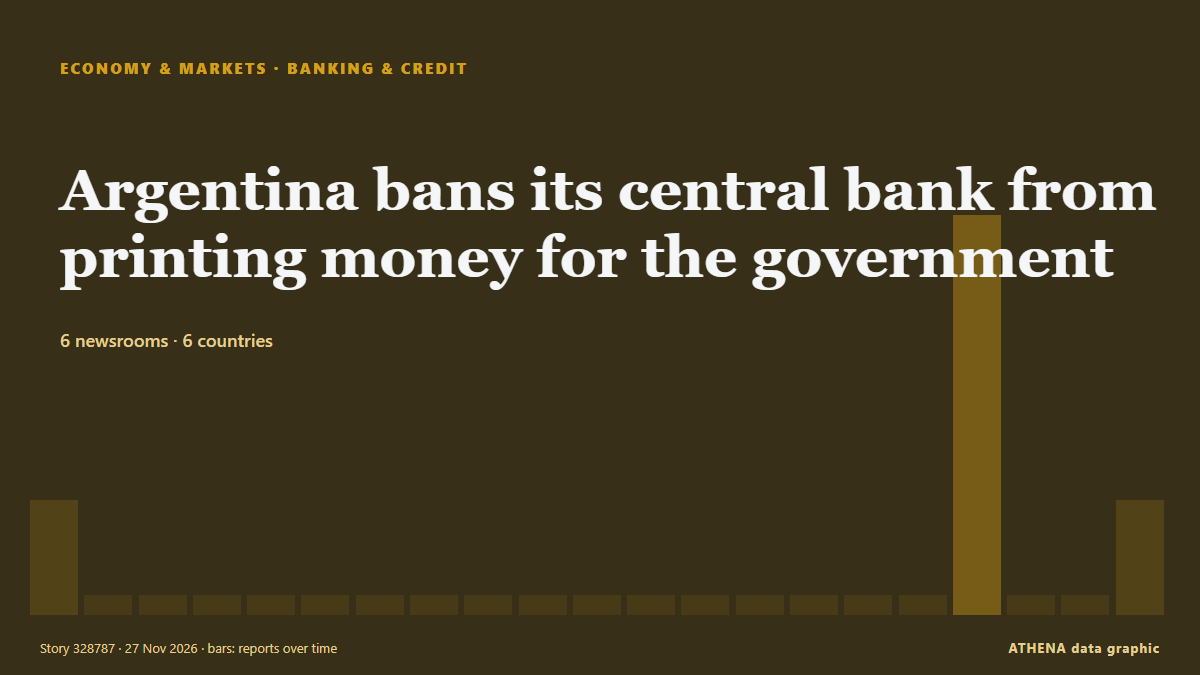 ECONOMY & MARKETS · BANKING & CREDIT
Argentina bans its central bank from
printing money for the government
6 newsrooms · 6 countries
Story 328787 · 27 Nov 2026 · bars: reports over time
ATHENA data graphic